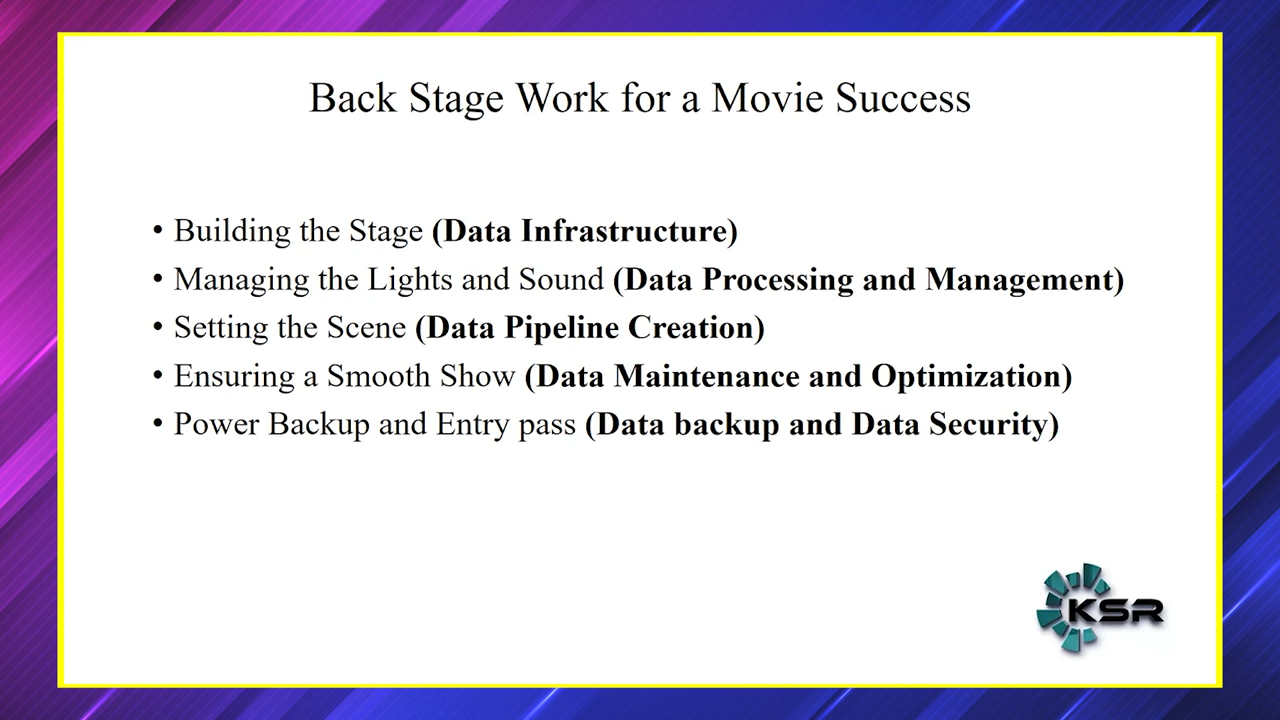 Back Stage Work for a Movie Success
• Building the Stage (Data Infrastructure)
• Managing the Lights and Sound (Data Processing and Management)
• Setting the Scene (Data Pipeline Creation)
• Ensuring a Smooth Show (Data Maintenance and Optimization)
• Power Backup and Entry pass (Data backup and Data Security)
KSR